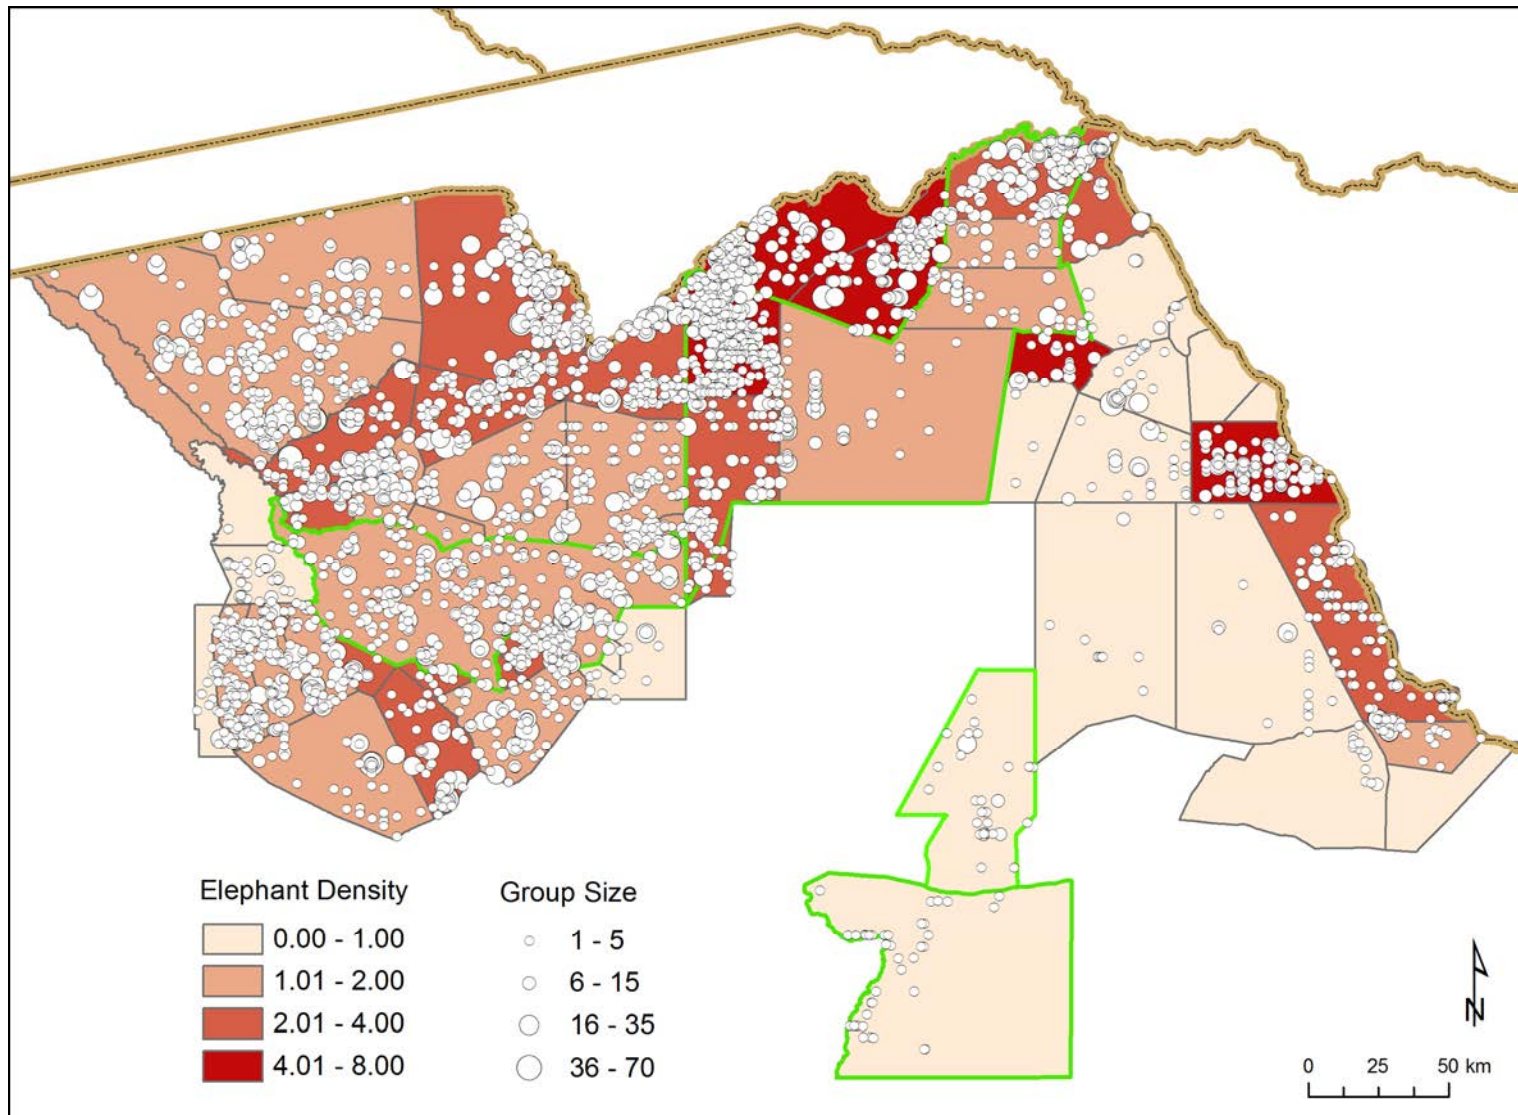 Elephant Density
0.00 - 1.00
1.01 - 2.00
2.01 - 4.00
4.01 - 8.00
Group Size
1 - 5
6 - 15
16 - 35
36 - 70
N
0 25 50 km